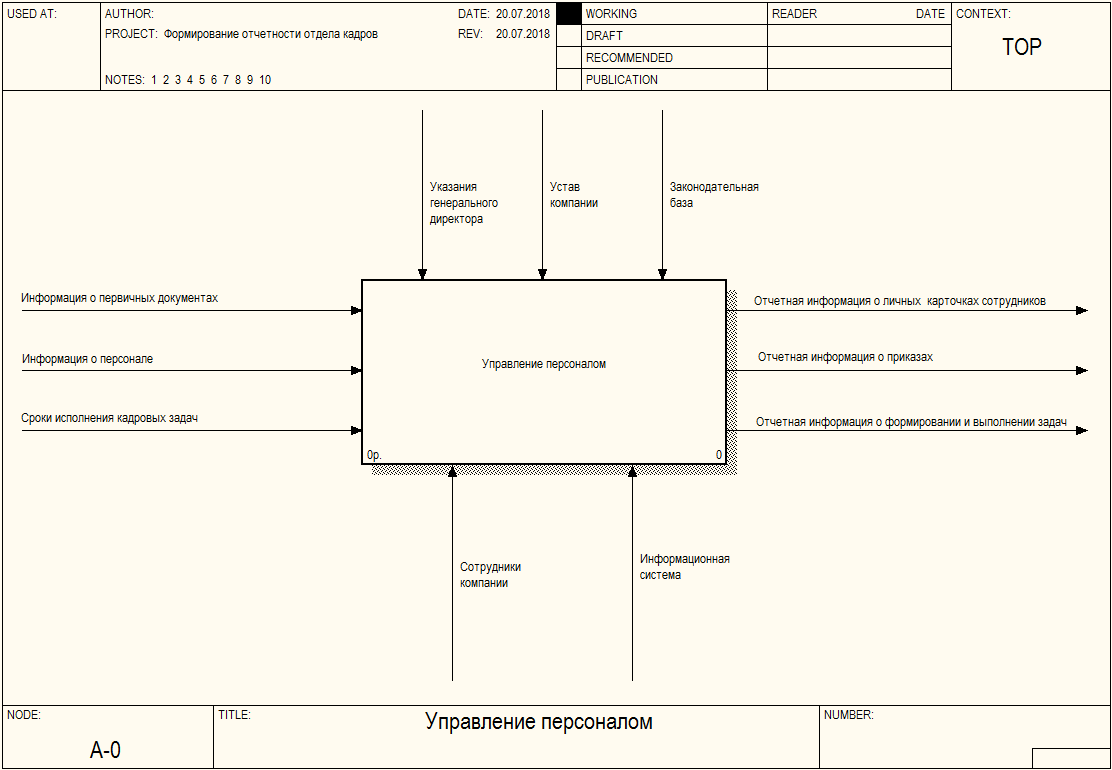 USED AT:
AUTHOR:
DATE: 20.07.2018
PROJECT: Формирование отчетности отдела кадров
REV: 20.07.2018
NOTES: 1 2 3 4 5 6 7 8 9 10
WORKING
DRAFT
RECOMMENDED
PUBLICATION
READER
DATE
CONTEXT:
TOP
Указания
генерального
директора
Устав
компании
Законодательная
база
Информация о первичных документах
Информация о персонале
Сроки исполнения кадровых задач
Управление персоналом
0р.
0
Отчетная информация о личных карточках сотрудников
Отчетная информация о приказах
Отчетная информация о формировании и выполнении задач
Сотрудники
компании
Информационная
система
NODE:
A-0
TITLE:
Управление персоналом
NUMBER: